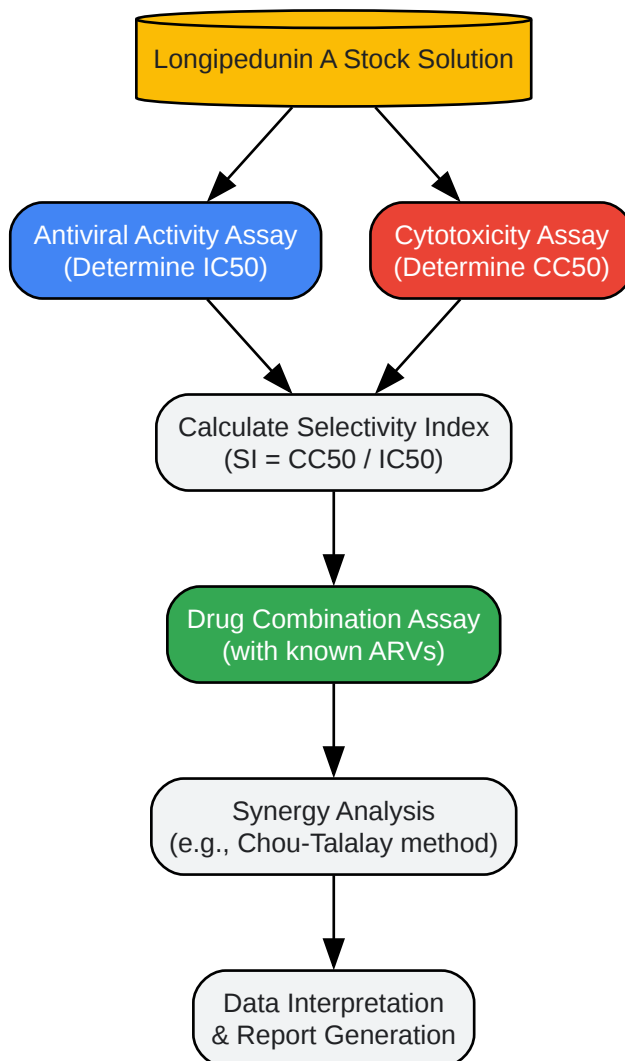 Longipedunin A Stock Solution
Antiviral Activity Assay
(Determine IC50)
Cytotoxicity Assay
(Determine CC50)
Calculate Selectivity Index
(SI = CC50 / IC50)
Drug Combination Assay
(with known ARVs)
Synergy Analysis
(e.g., Chou-Talalay method)
Data Interpretation
& Report Generation